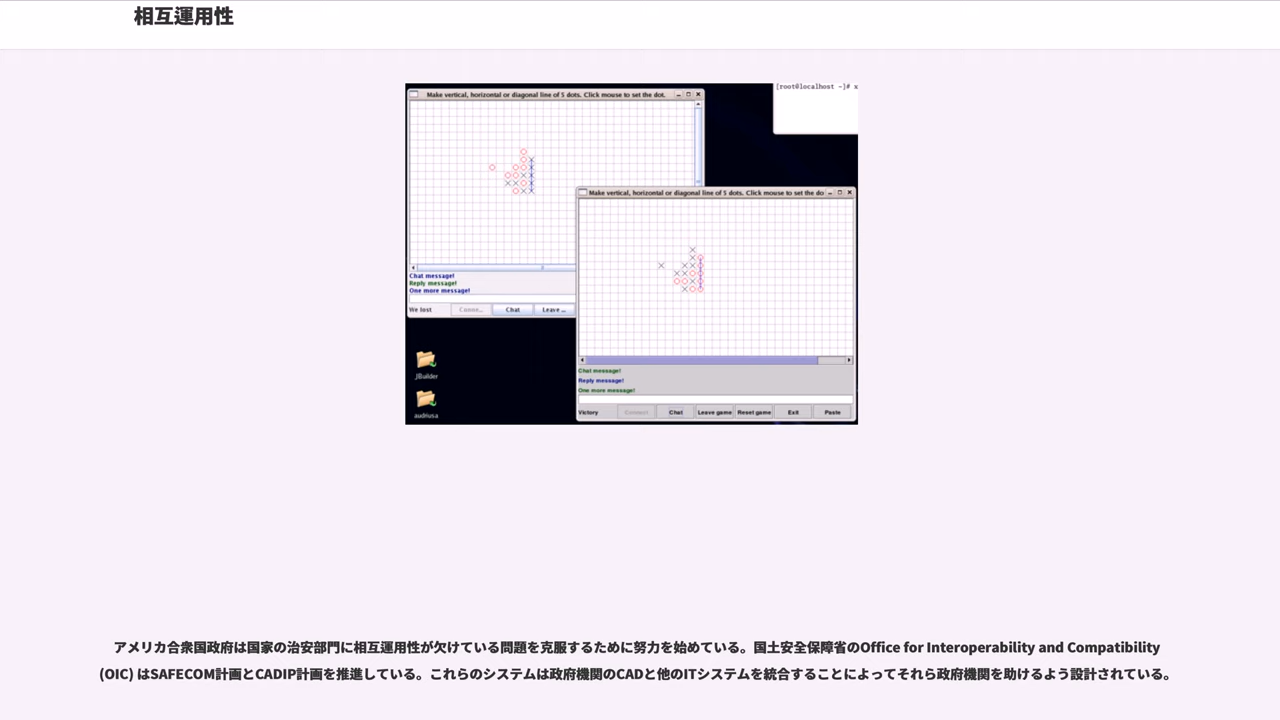 相互運用性
Make vertical, horizontal or diagonal line of 5 dots. Click mouse to set the dot.
[root@localhost ~]# x
Make vertical, horizontal or diagonal line of 5 dots. Click mouse to set the do
Chat message!
Reply message!
One more message!
We lost Conne... Chat Leave ...
JBuilder
Chat message!
Reply message!
One more message!
Victory Connect Chat Leave game Reset game Exit Paste
アメリカ合衆国政府は国家の治安部門に相互運用性が欠けている問題を克服するために努力を始めている。国土安全保障省のOffice for Interoperability and Compatibility
(OIC) はSAFECOM計画とCADIP計画を推進している。これらのシステムは政府機関のCADと他のITシステムを統合することによってそれら政府機関を助けるよう設計されている。